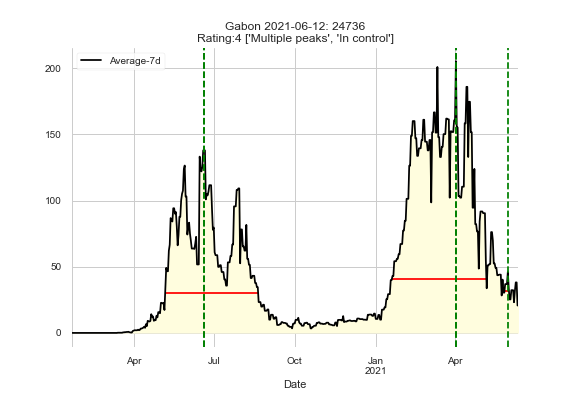 Gabon 2021-06-12: 24736
Rating:4 ['Multiple peaks', 'In control']
Average-7d
200
150
100
50
0
Apr
Jul
Oct
Jan
2021
Apr
Date